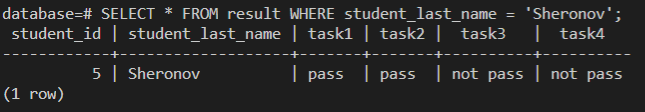 database=# SELECT * FROM result WHERE student_last_name = 'Sheronov';
 student_id | student_last_name | task1 | task2 |  task3   |  task4
------------+-------------------+-------+-------+----------+----------
          5 | Sheronov          | pass  | pass  | not pass | not pass
(1 row)